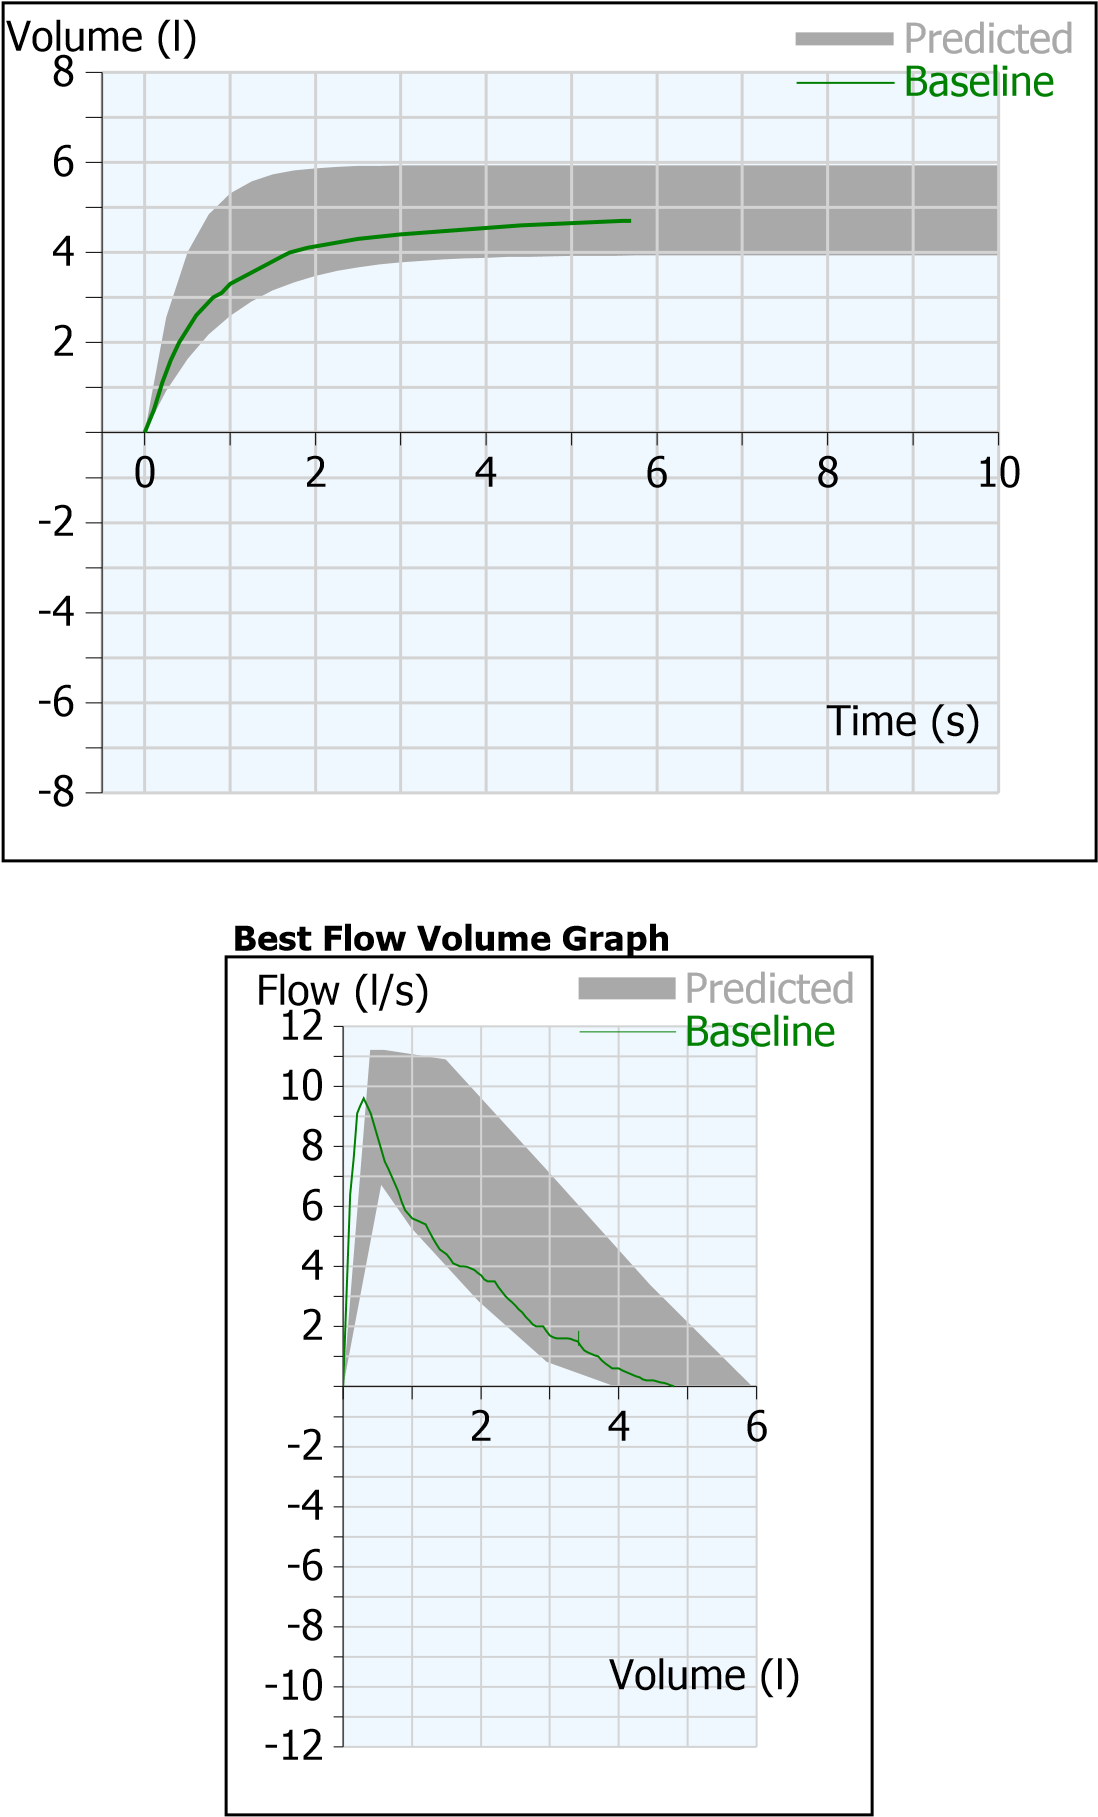 Volume (l)
Predicted
Baseline
8
6
4
2
0 2 4 6 8 10
-2
-4
-6
-8
Time (s)
Best Flow Volume Graph
Flow (l/s)
Predicted
Baseline
12
10
8
6
4
2
2 4 6
-2
-4
-6
-8
-10
-12
Volume (l)